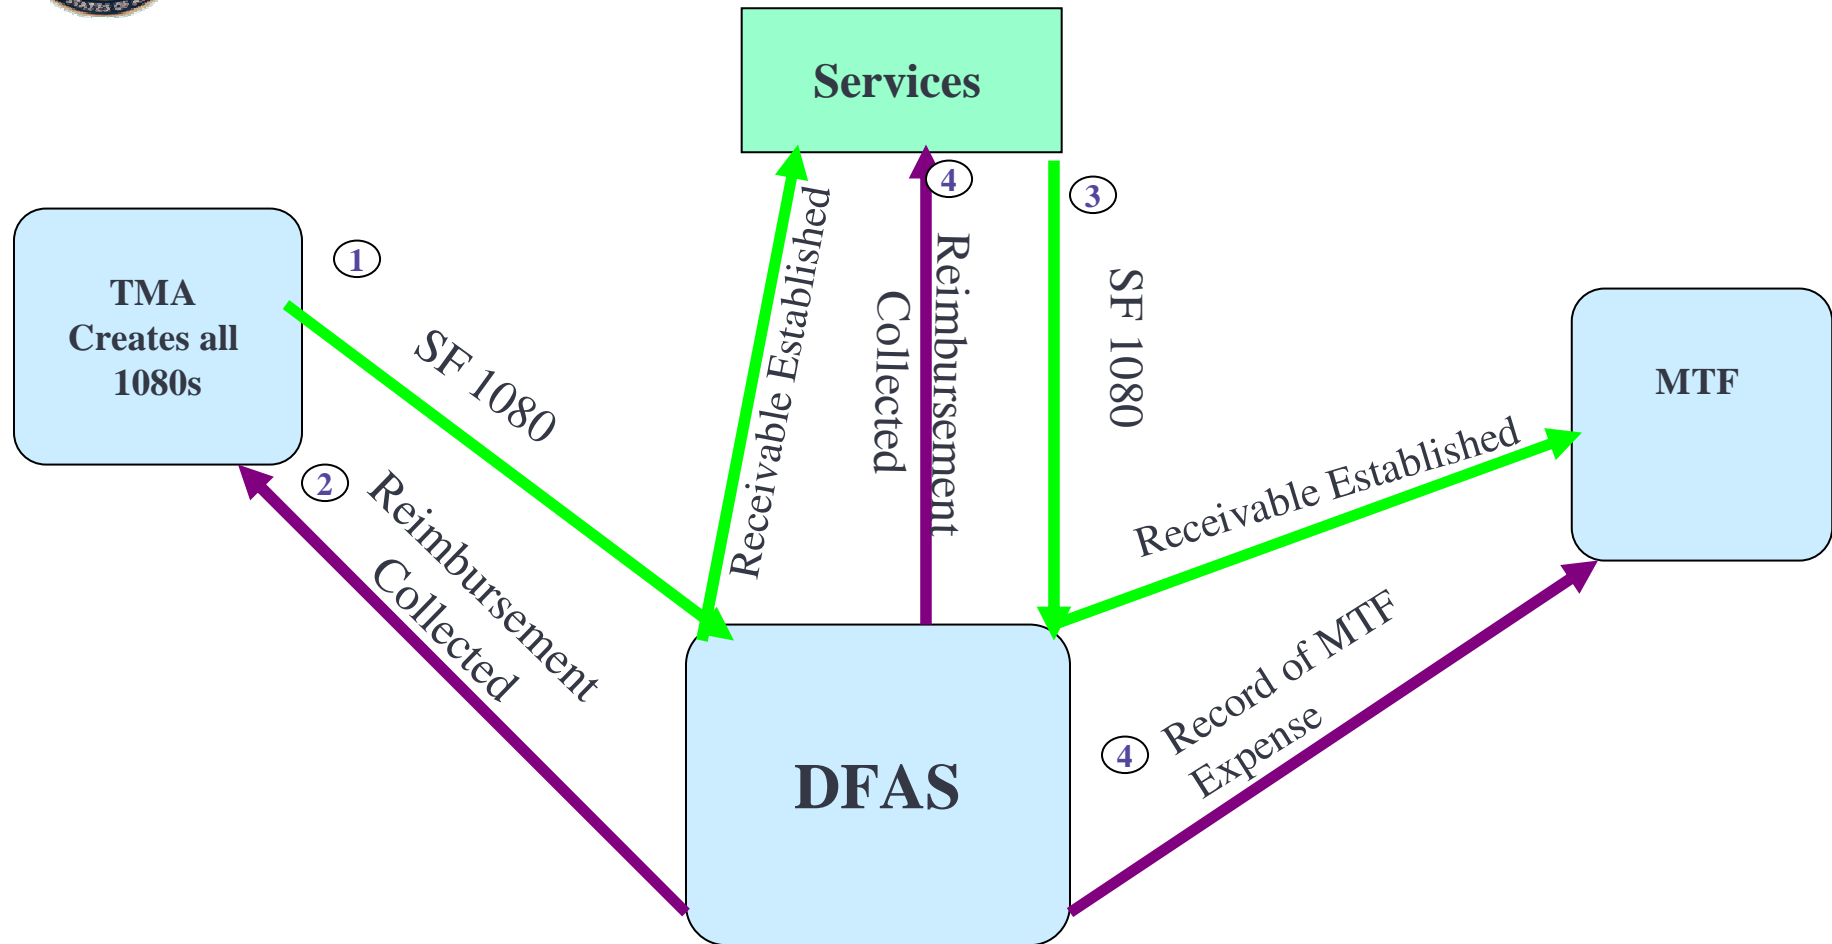 Services
4
3
1
TMA
Creates all
1080s
SF 1080
Receivable Established
Reimbursement
Collected
SF 1080
MTF
Receivable Established
2
Reimbursement
Collected
DFAS
4
Record of MTF
Expense